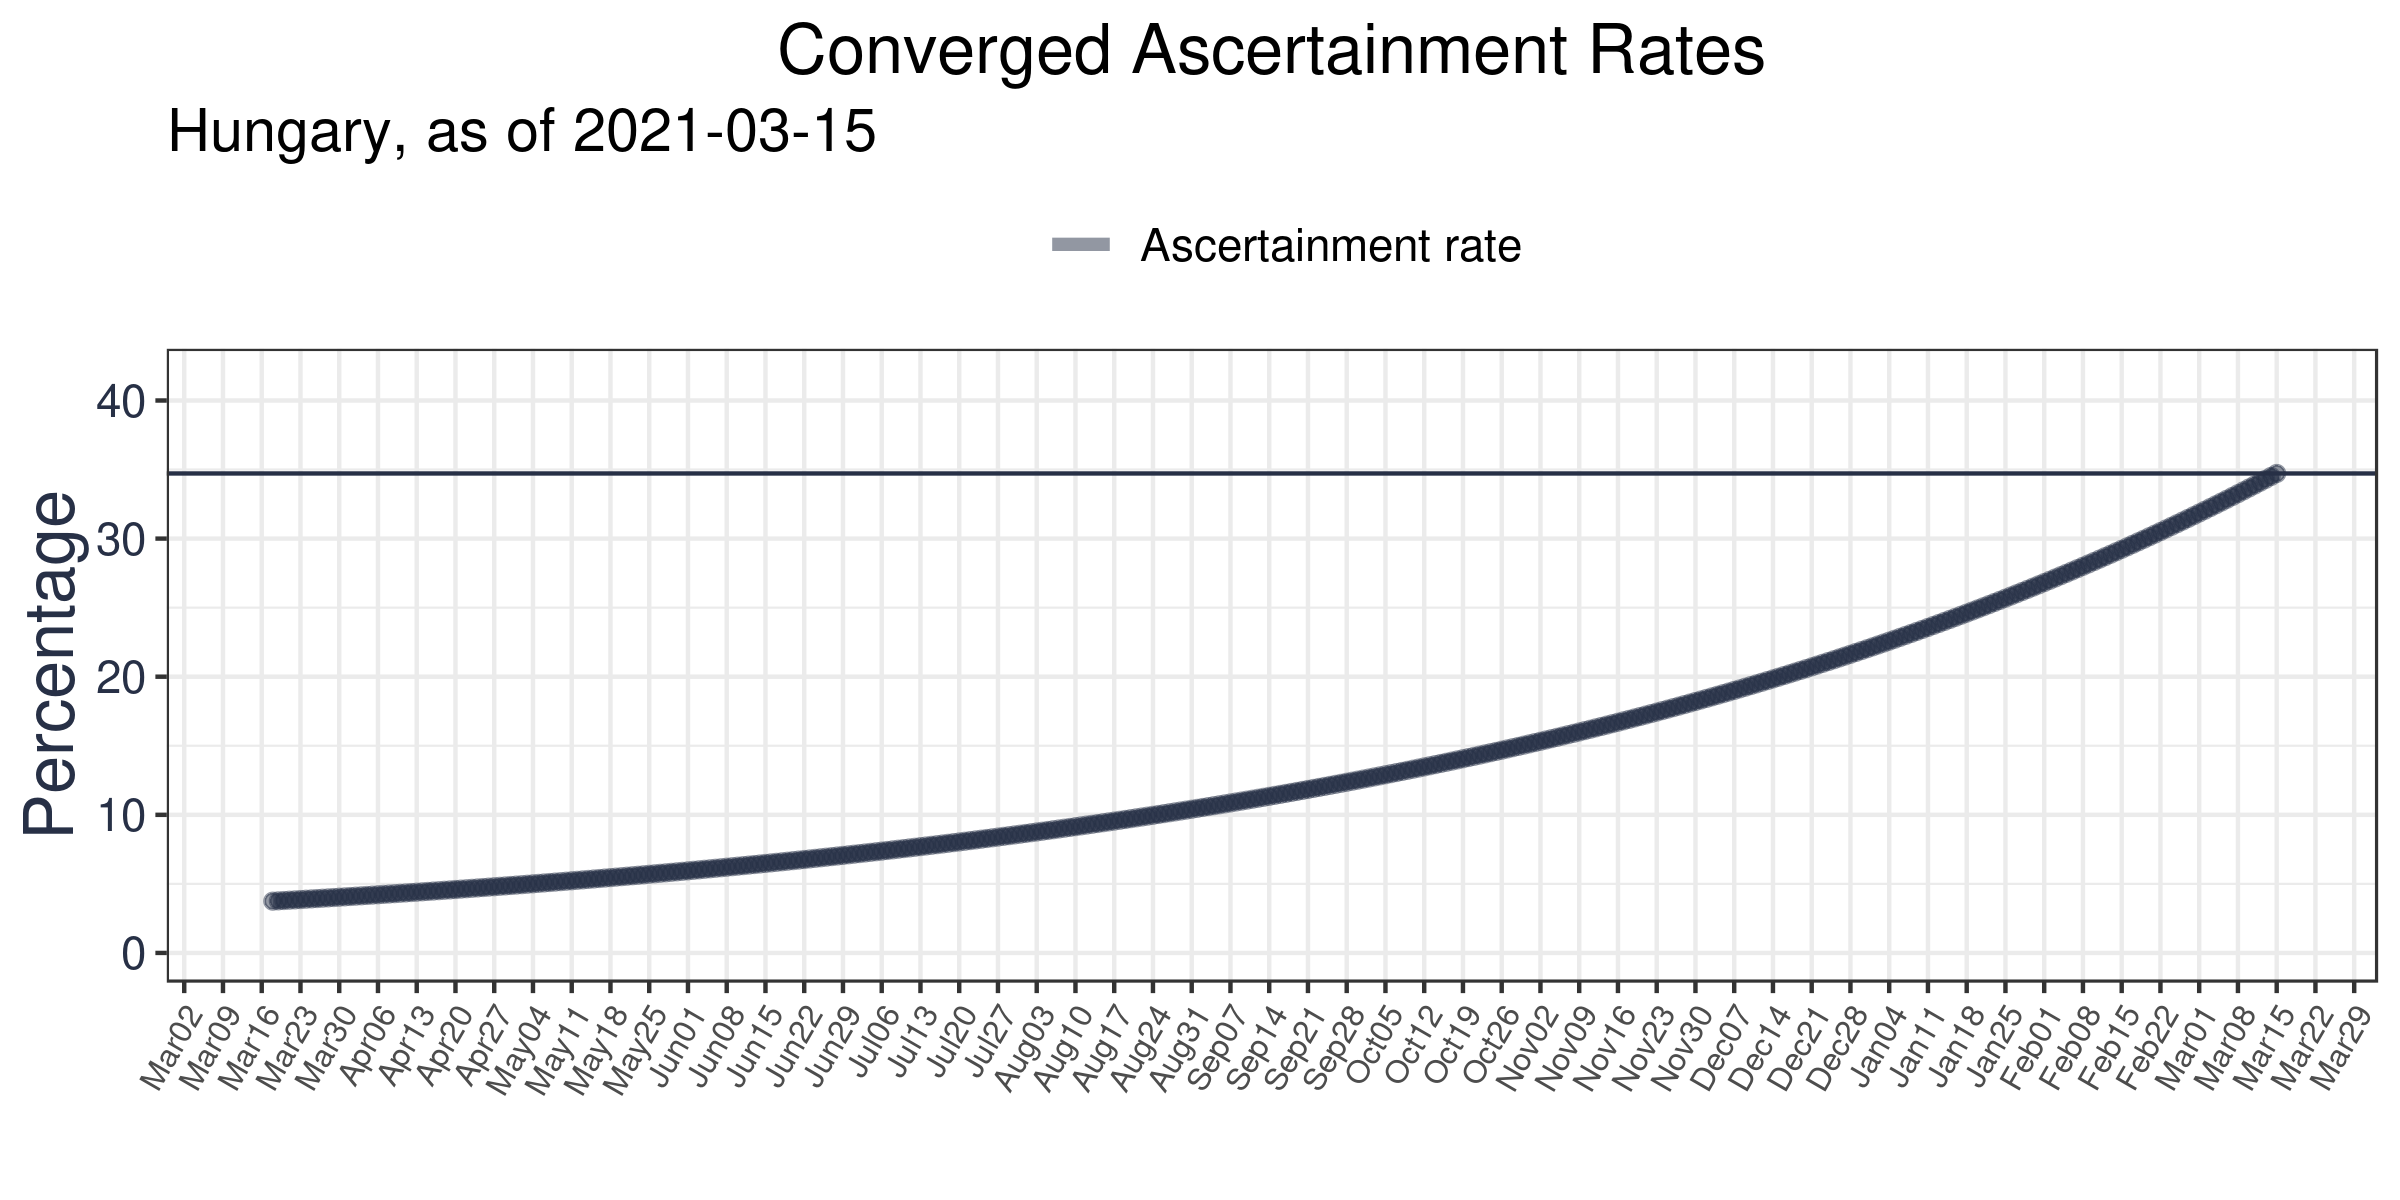 Converged Ascertainment Rates
Hungary, as of 2021-03-15
Ascertainment rate
Percentage
40
30
20
10
0
Mar02 Mar09 Mar16 Mar23 Mar30 Apr06 Apr13 Apr20 Apr27 May04 May11 May18 May25 Jun01 Jun08 Jun15 Jun22 Jun29 Jul06 Jul13 Jul20 Jul27 Aug03 Aug10 Aug17 Aug24 Aug31 Sep07 Sep14 Sep21 Sep28 Oct05 Oct12 Oct19 Oct26 Nov02 Nov09 Nov16 Nov23 Nov30 Dec07 Dec14 Dec21 Dec28 Jan04 Jan11 Jan18 Jan25 Feb01 Feb08 Feb15 Feb22 Mar01 Mar08 Mar15 Mar22 Mar29